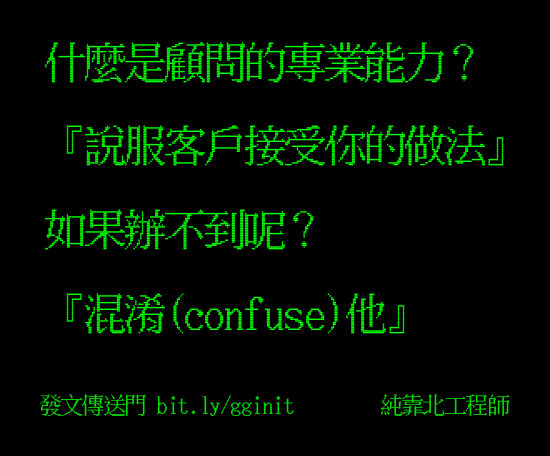 什麼是顧問的專業能力？
『說服客戶接受你的做法』
如果辦不到呢？
『混淆(confuse)他』
發文傳送門 bit.ly/gginit 純靠北工程師